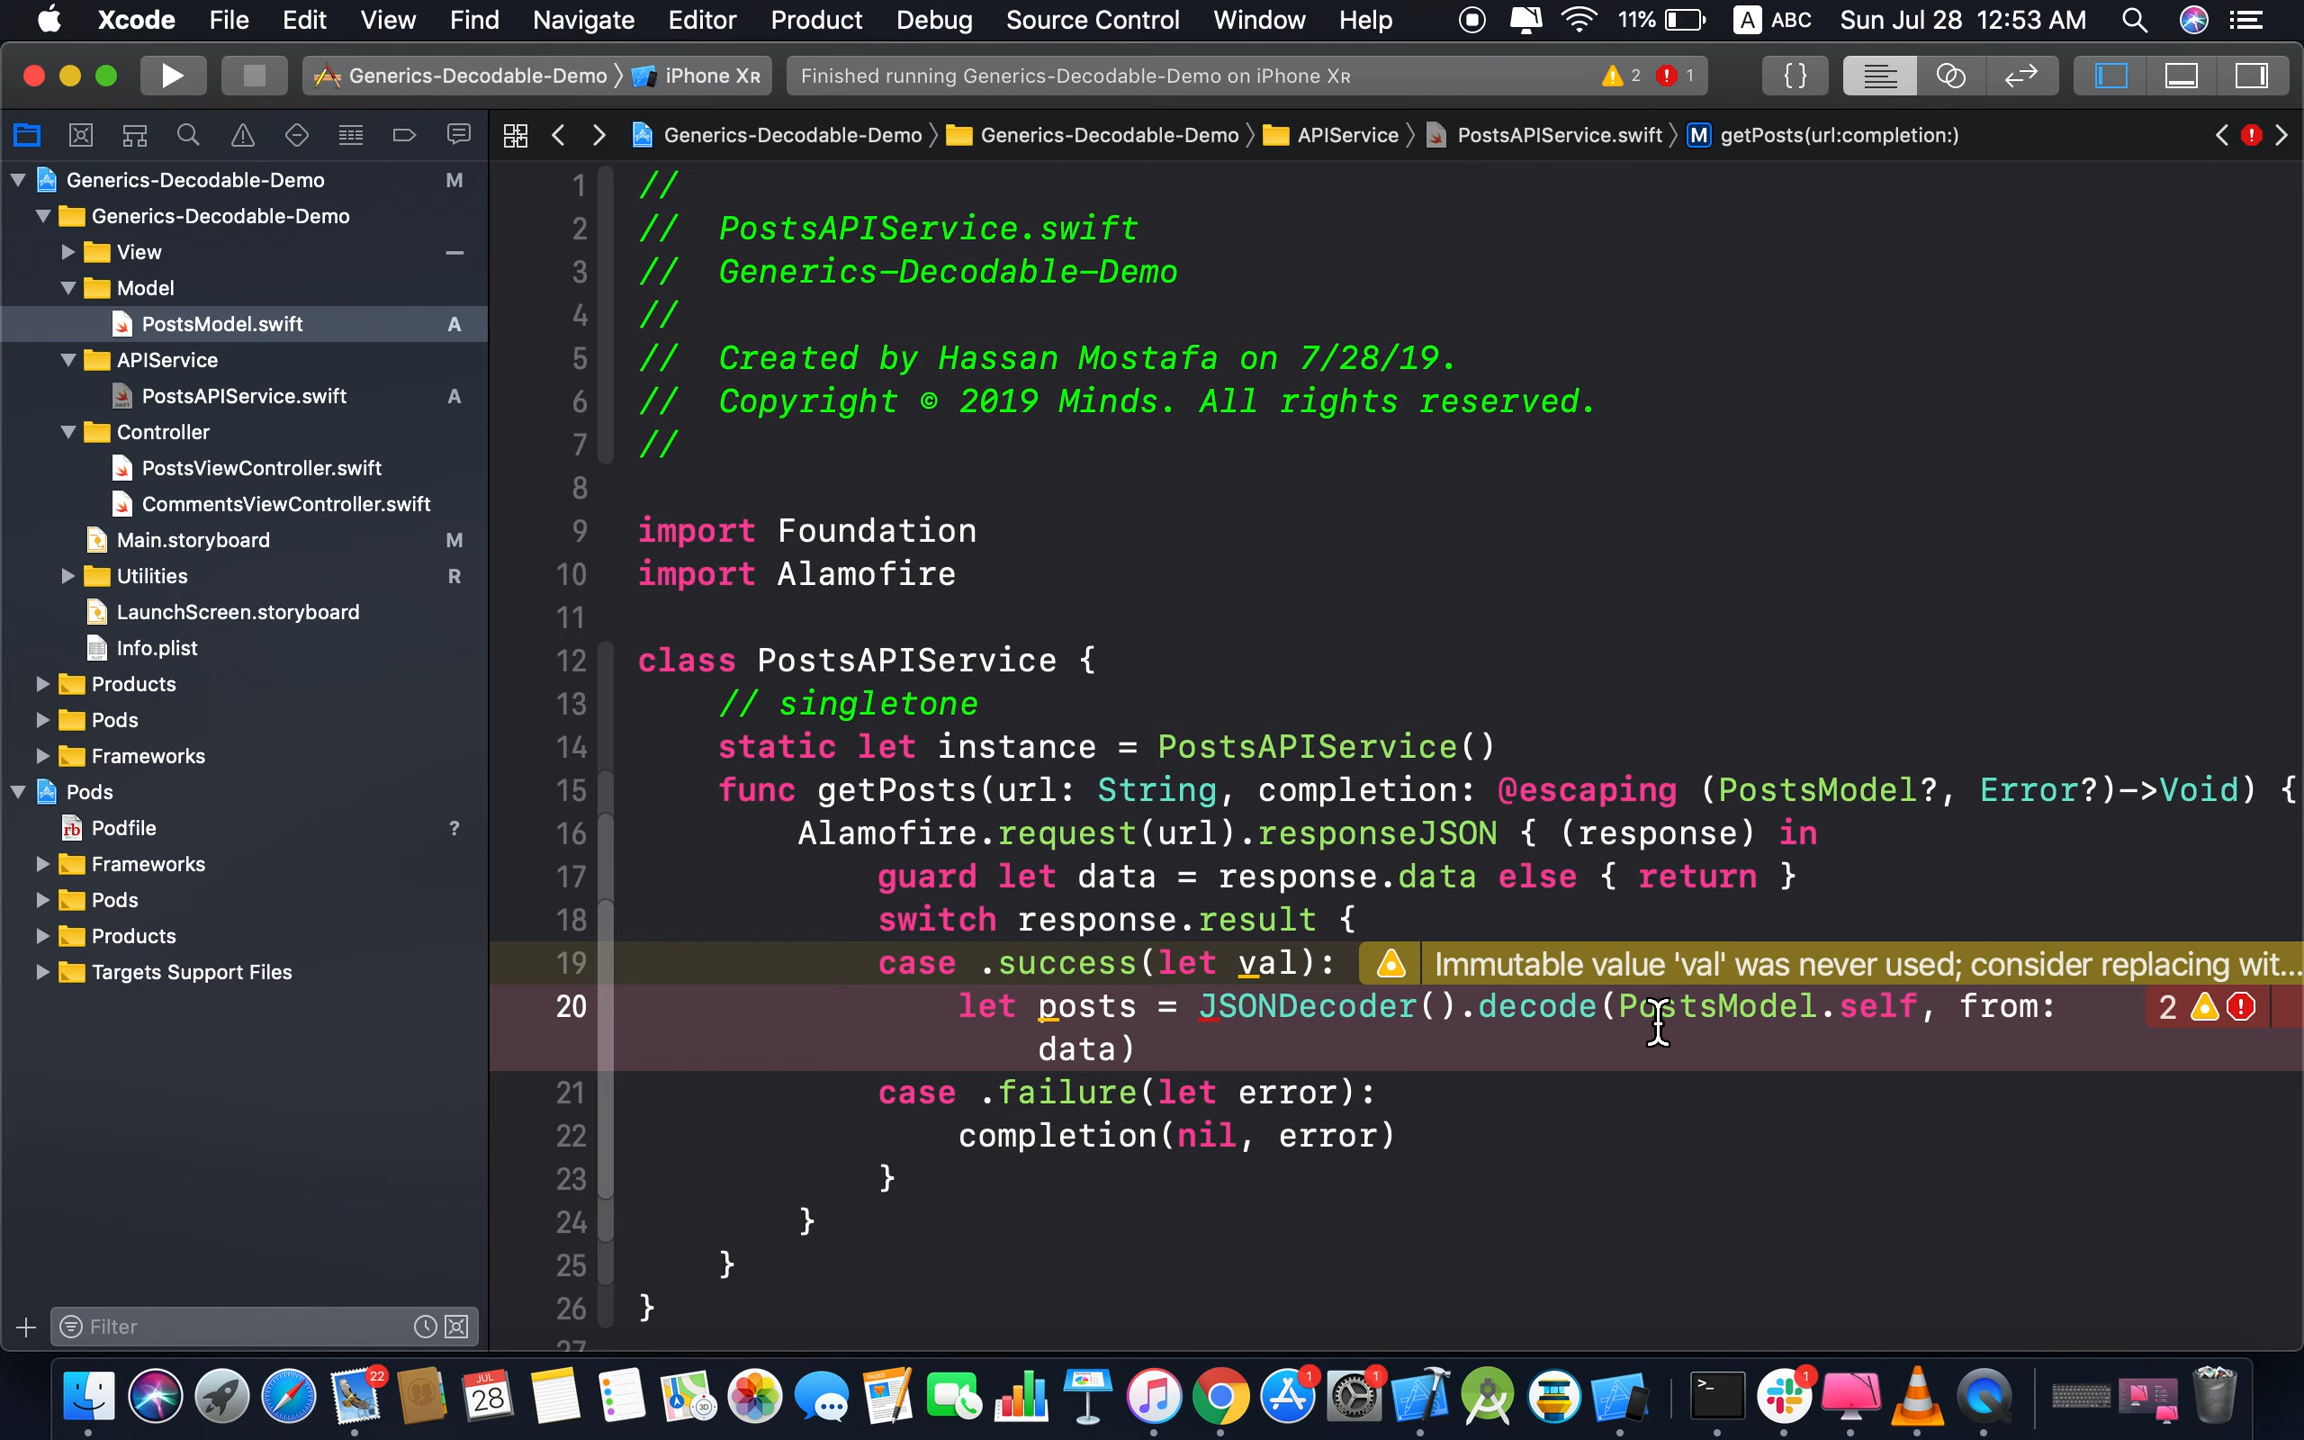 Xcode File Edit View Find Navigate Editor Product Debug Source Control Window Help 11% A ABC Sun Jul 28 12:53 AM
Generics-Decodable-Demo 〉 iPhone Xʀ Finished running Generics-Decodable-Demo on iPhone Xʀ 2 1 {}
Generics-Decodable-Demo 〉 Generics-Decodable-Demo 〉 APIService 〉 PostsAPIService.swift 〉 M getPosts(url:completion:)
Generics-Decodable-Demo M
Generics-Decodable-Demo
View
Model
PostsModel.swift A
APIService
PostsAPIService.swift A
Controller
PostsViewController.swift
CommentsViewController.swift
Main.storyboard M
Utilities R
LaunchScreen.storyboard
Info.plist
Products
Pods
Frameworks
Pods
rb Podfile ?
Frameworks
Pods
Products
Targets Support Files
Filter
1 //
2 //  PostsAPIService.swift
3 //  Generics-Decodable-Demo
4 //
5 //  Created by Hassan Mostafa on 7/28/19.
6 //  Copyright © 2019 Minds. All rights reserved.
7 //
8
9 import Foundation
10 import Alamofire
11
12 class PostsAPIService {
13     // singletone
14     static let instance = PostsAPIService()
15     func getPosts(url: String, completion: @escaping (PostsModel?, Error?)->Void) {
16         Alamofire.request(url).responseJSON { (response) in
17             guard let data = response.data else { return }
18             switch response.result {
19             case .success(let val): Immutable value 'val' was never used; consider replacing wit...
20                 let posts = JSONDecoder().decode(PostsModel.self, from: 2
data)
21             case .failure(let error):
22                 completion(nil, error)
23             }
24         }
25     }
26 }
27
22 JUL 28 3D 1 1 1